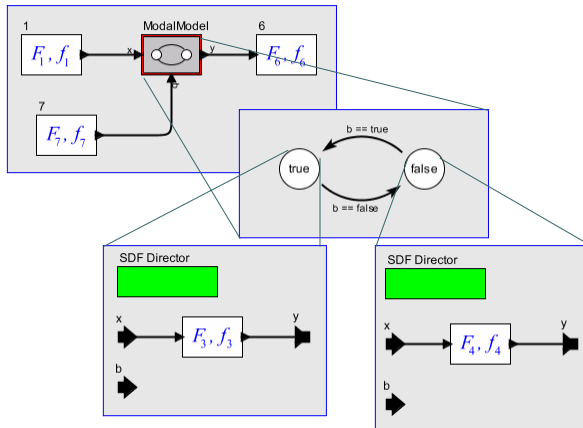 1
ModalModel
6
F₁, f₁
x
y
F₆, f₆
b
7
F₇, f₇
b == true
true
false
b == false
SDF Director
SDF Director
x
F₃, f₃
y
x
F₄, f₄
y
b
b